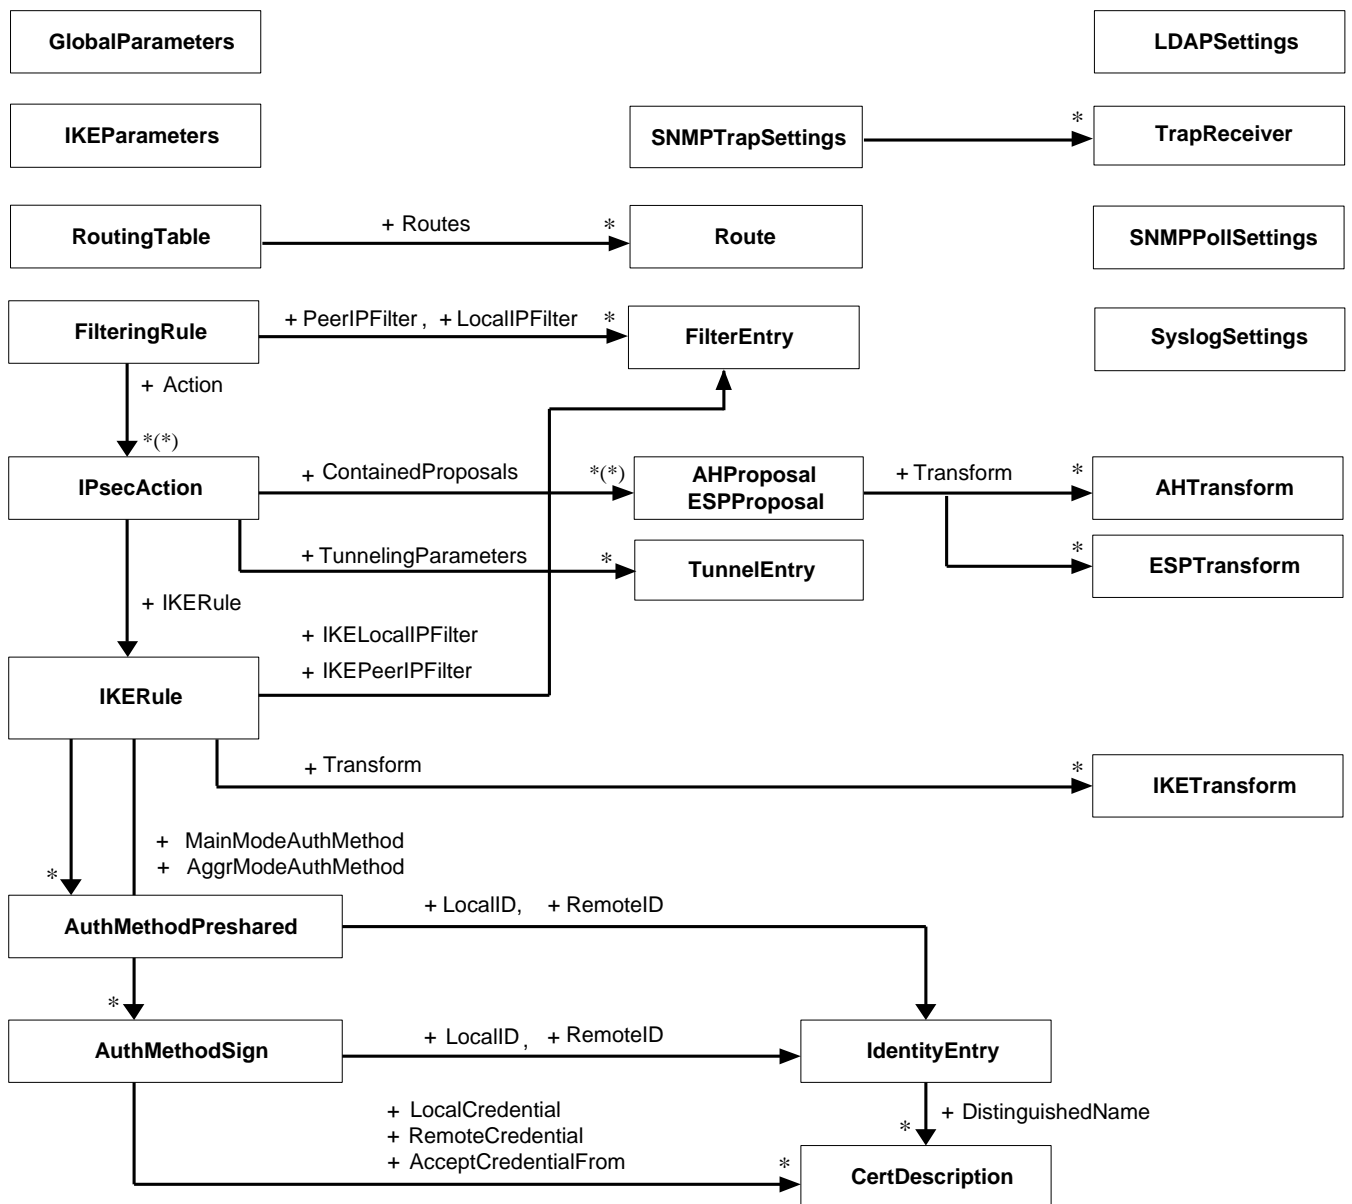 GlobalParameters
LDAPSettings
IKEParameters
SNMPTrapSettings
*
TrapReceiver
RoutingTable
+ Routes
*
Route
SNMPPollSettings
FilteringRule
+ PeerIPFilter , + LocalIPFilter
*
FilterEntry
SyslogSettings
+ Action
*(*)
IPsecAction
+ ContainedProposals
*(*)
AHProposal
ESPProposal
+ Transform
*
AHTransform
+ TunnelingParameters
*
TunnelEntry
*
ESPTransform
+ IKERule
+ IKELocalIPFilter
+ IKEPeerIPFilter
IKERule
+ Transform
*
IKETransform
+ MainModeAuthMethod
+ AggrModeAuthMethod
*
AuthMethodPreshared
+ LocalID, + RemoteID
*
AuthMethodSign
+ LocalID , + RemoteID
IdentityEntry
+ LocalCredential
+ RemoteCredential
+ AcceptCredentialFrom
+ DistinguishedName
*
*
CertDescription